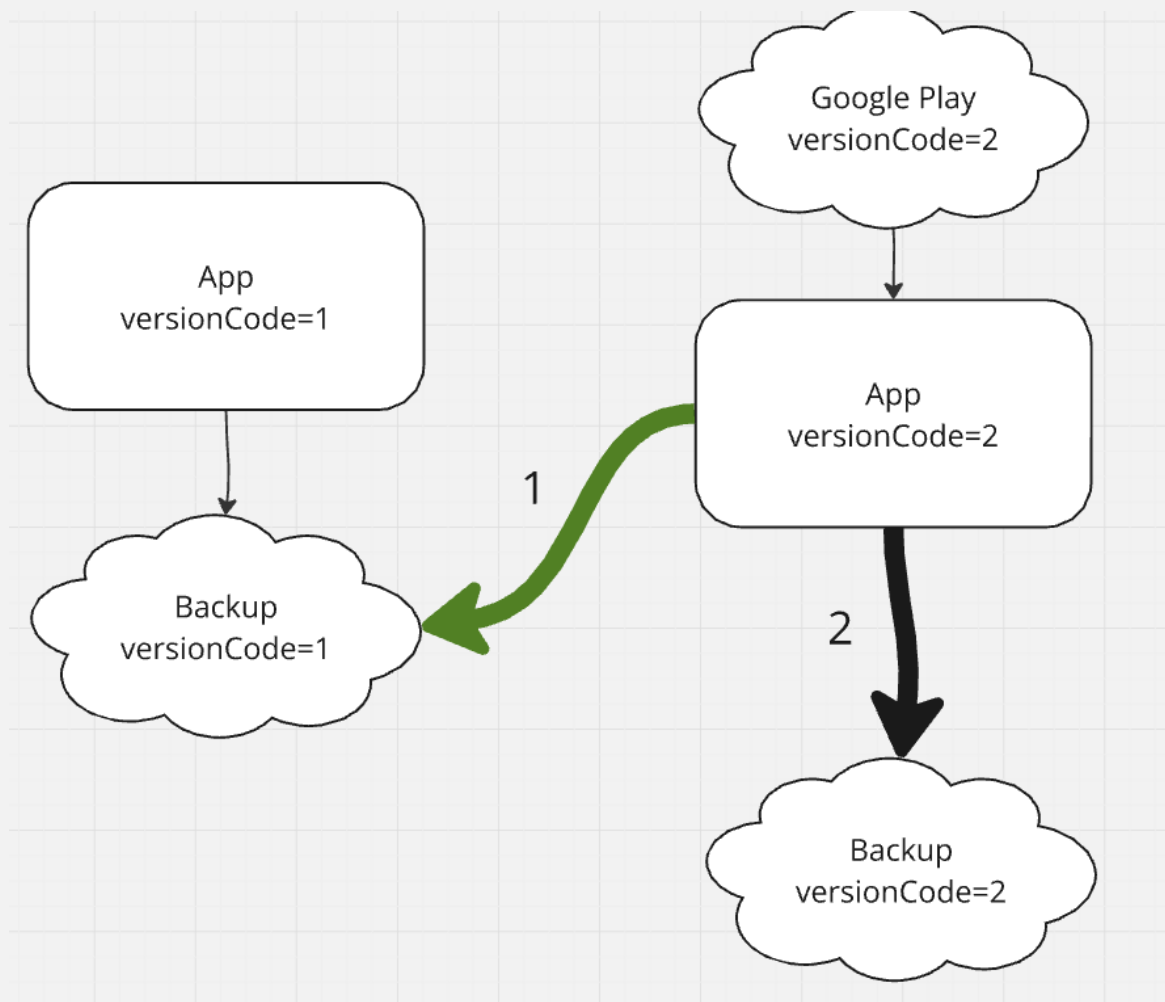 Google Play
versionCode=2
App
versionCode=1
App
versionCode=2
1
Backup
versionCode=1
2
Backup
versionCode=2